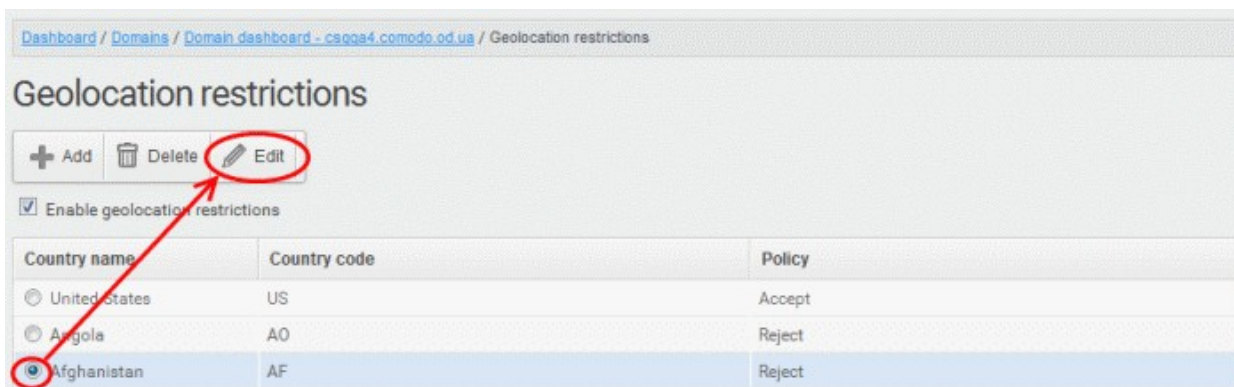 Dashboard / Domains / Domain dashboard - csqqa4.comodo.od.ua / Geolocation restrictions
Geolocation restrictions
Add Delete Edit
Enable geolocation restrictions
Country name Country code Policy
United States US Accept
Angola AO Reject
Afghanistan AF Reject